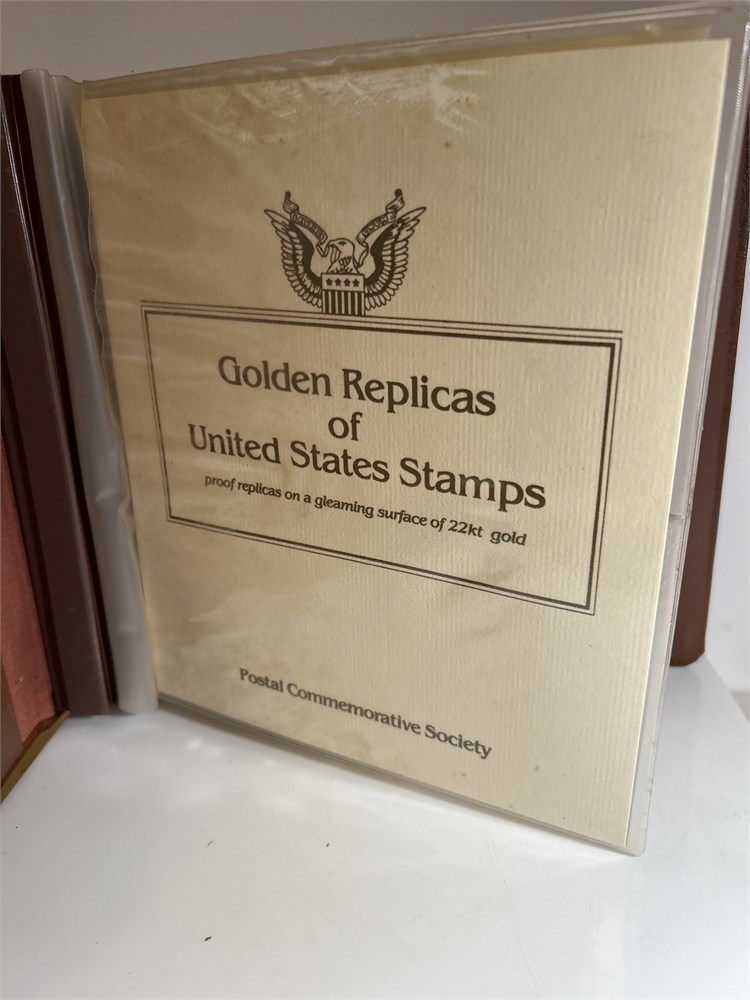 Golden Replicas
of
United States Stamps
proof replicas on a gleaming surface of 22kt gold
Postal Commemorative Society